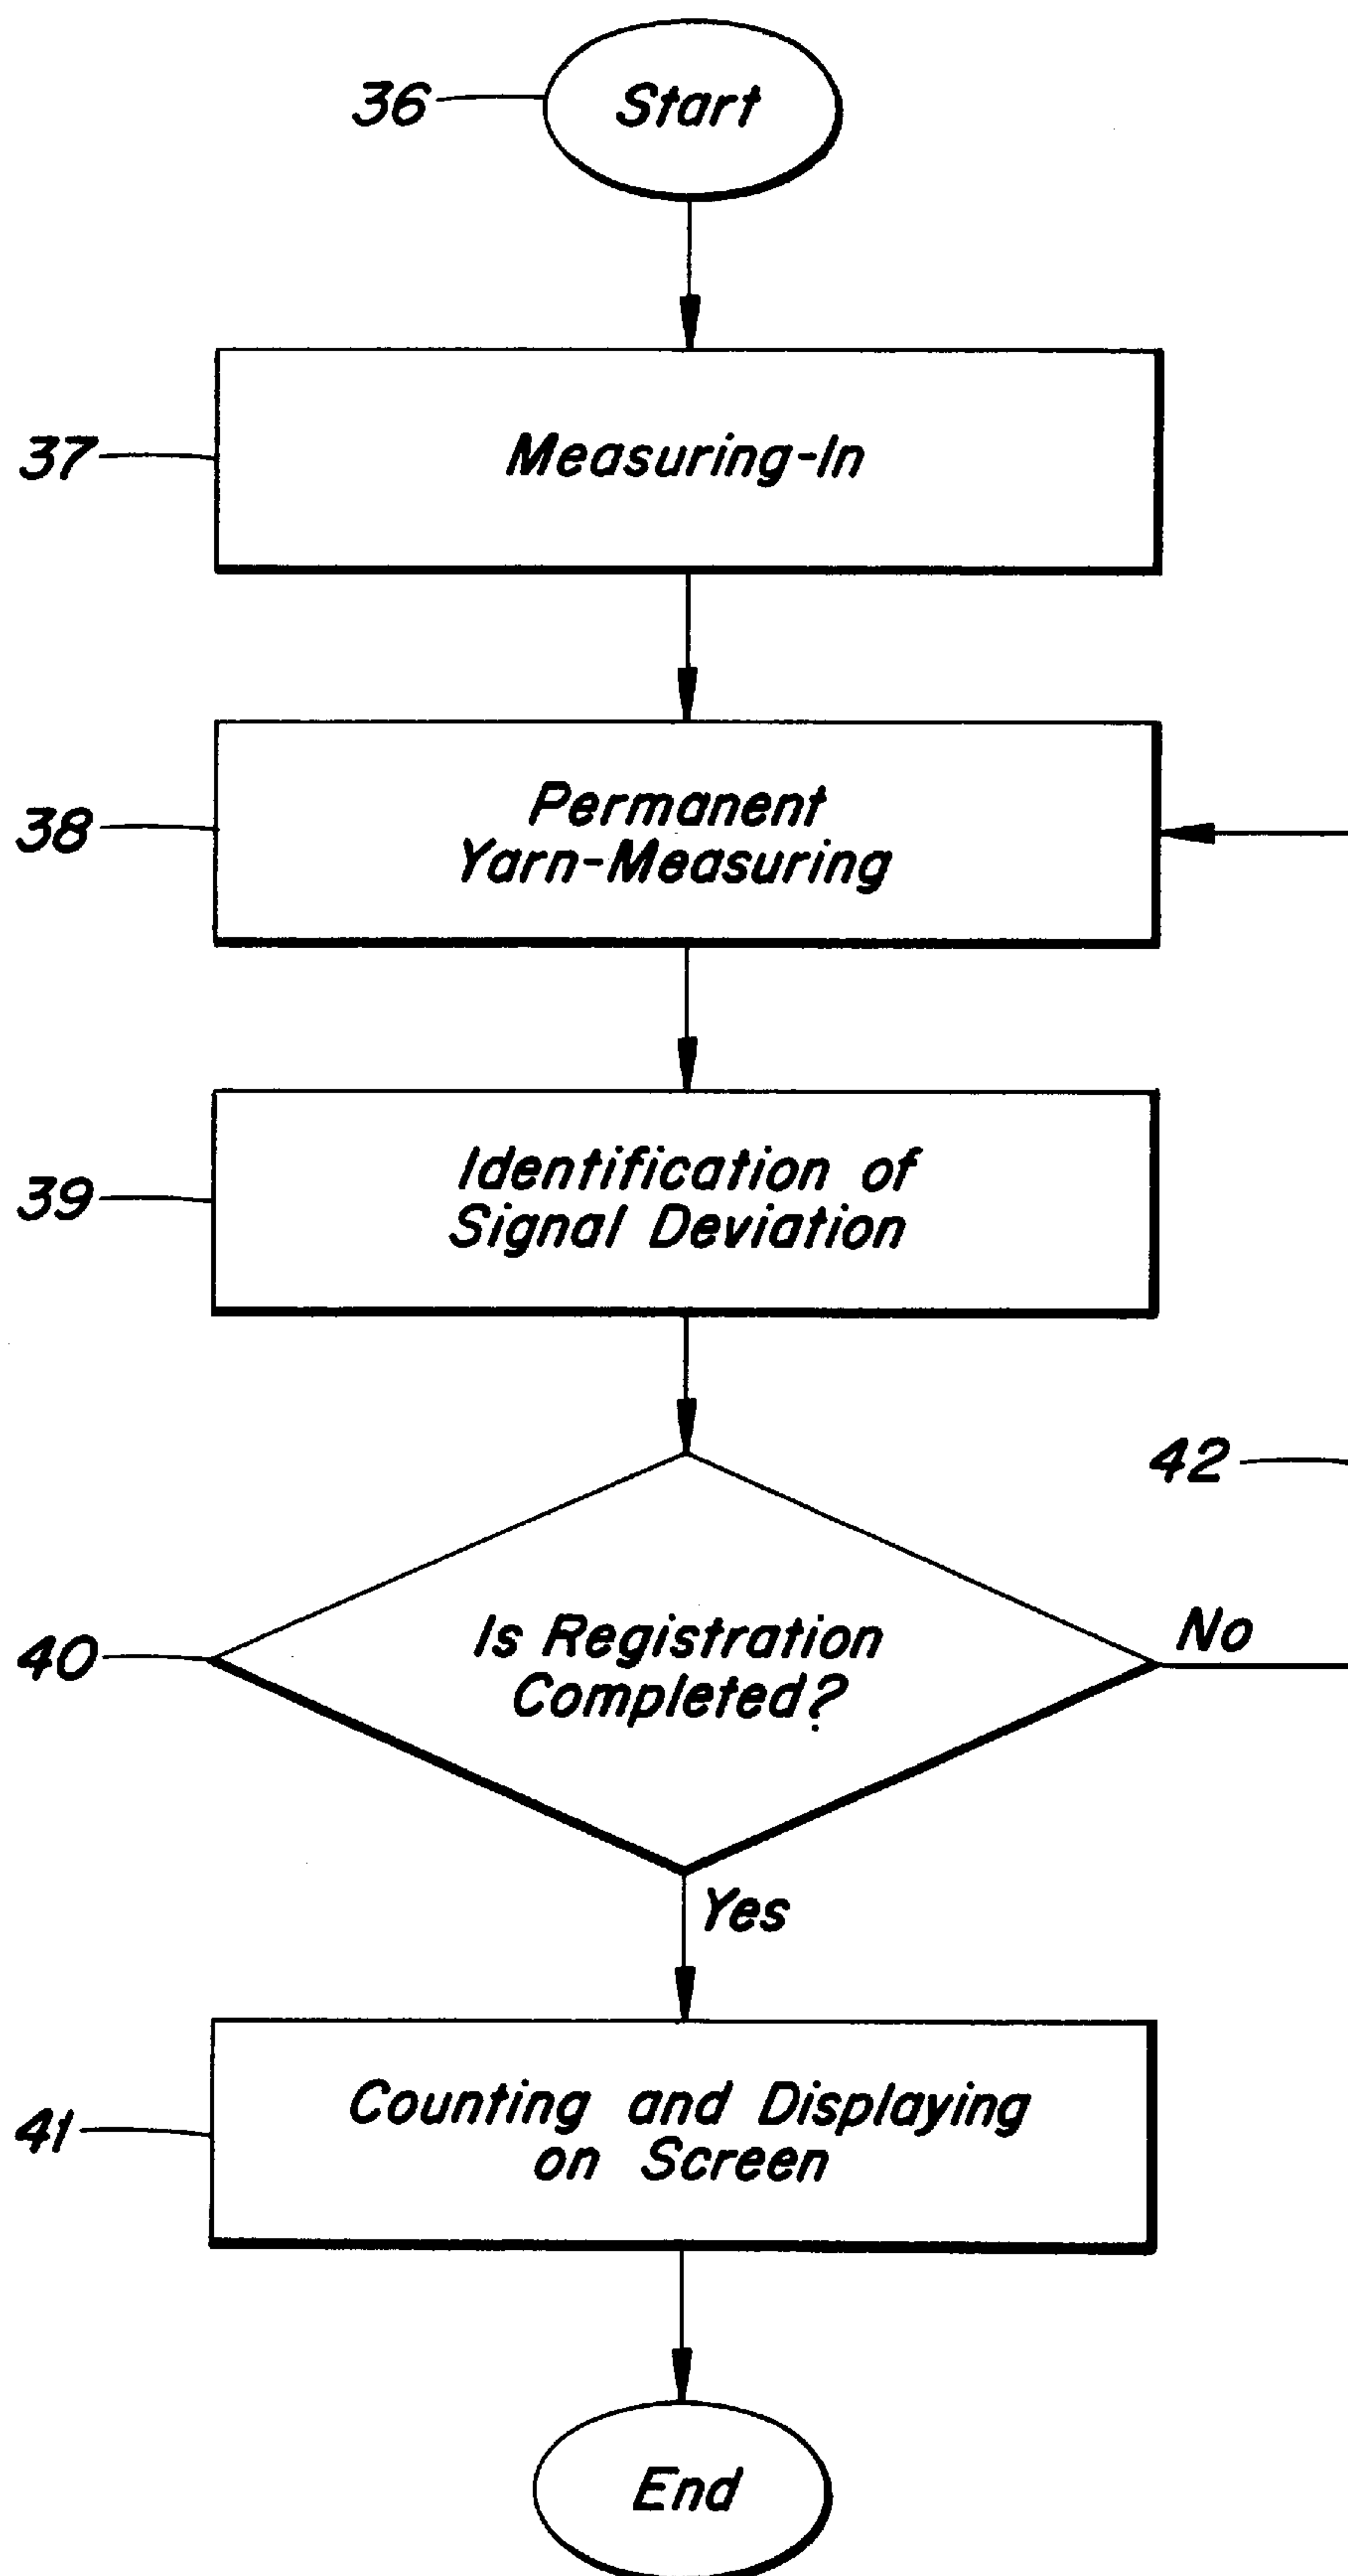 36
Start
37
Measuring-In
38
Permanent
Yarn-Measuring
39
Identification of
Signal Deviation
42
40
Is Registration
Completed?
No
Yes
41
Counting and Displaying
on Screen
End